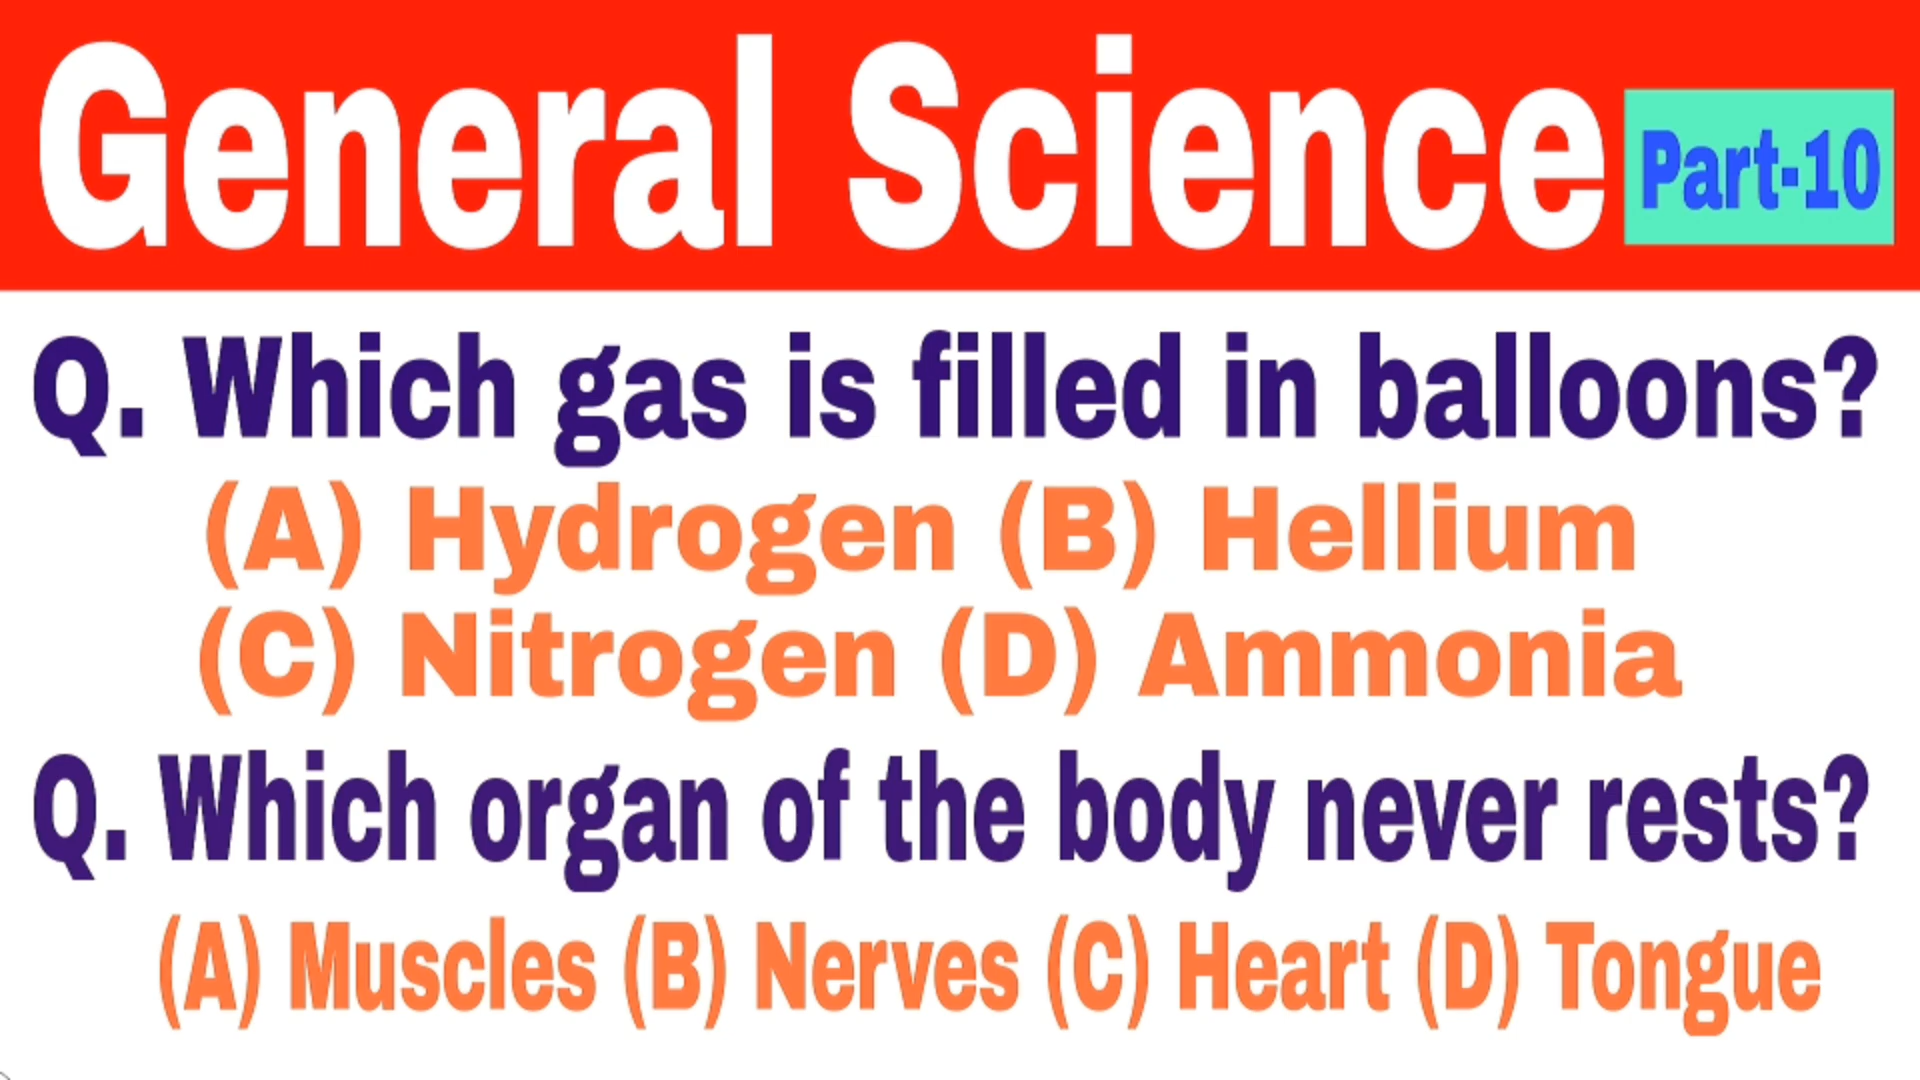 General Science Part-10
Q. Which gas is filled in balloons?
(A) Hydrogen (B) Hellium
(C) Nitrogen (D) Ammonia
Q. Which organ of the body never rests?
(A) Muscles (B) Nerves (C) Heart (D) Tongue